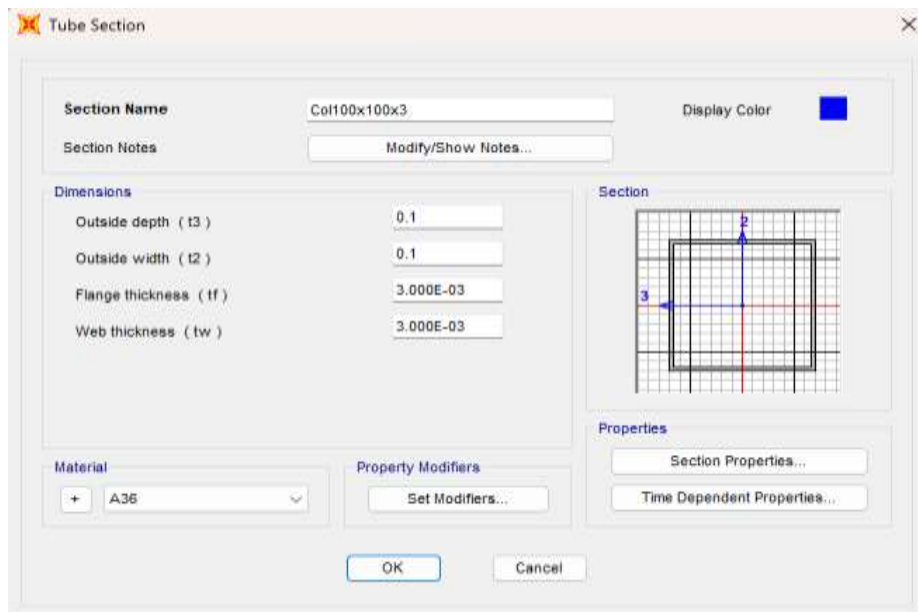 Tube Section
Section Name
Col100x100x3
Display Color
Section Notes
Modify/Show Notes...
Dimensions
Outside depth ( t3 )
0.1
Outside width ( t2 )
0.1
Flange thickness ( tf )
3.000E-03
Web thickness ( tw )
3.000E-03
Section
2
3
Properties
Section Properties...
Time Dependent Properties...
Material
+
A36
Property Modifiers
Set Modifiers...
OK
Cancel